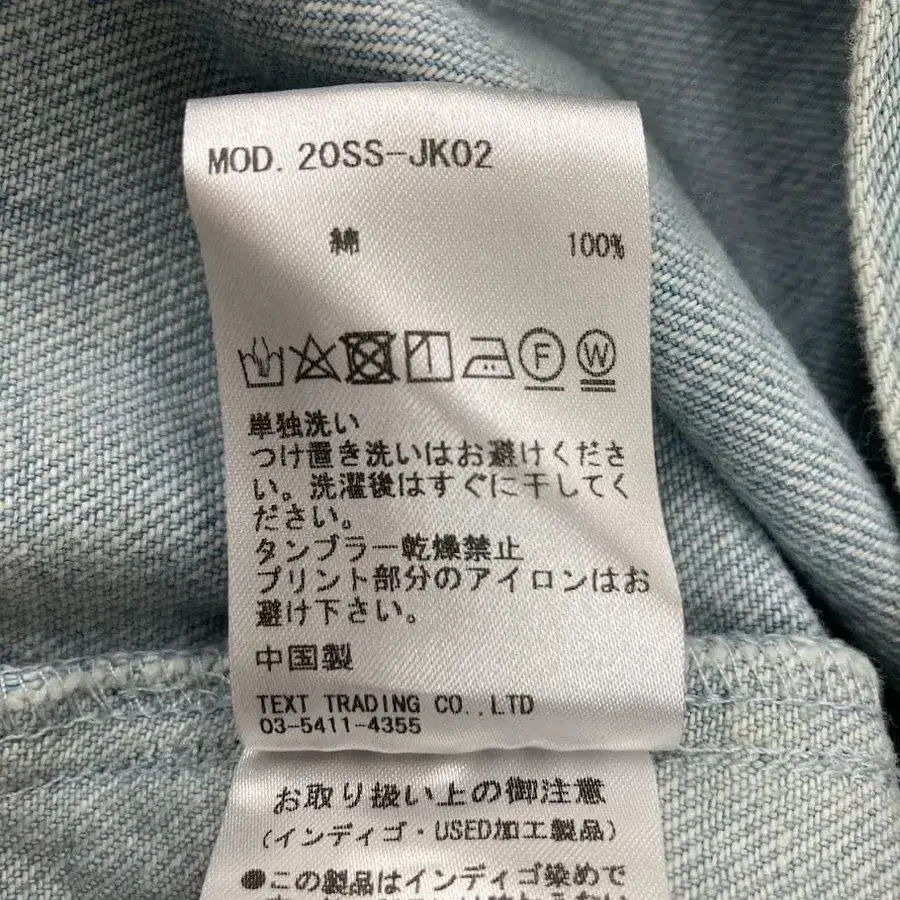 MOD. 20SS-JK02
綿 100%
F W
単独洗い
つけ置き洗いはお避けくださ
い。洗濯後はすぐに干してく
ださい。
タンブラー乾燥禁止
プリント部分のアイロンはお
避け下さい。
中国製
TEXT TRADING CO.,LTD
03-5411-4355
お取り扱い上の御注意
(インディゴ・USED加工製品)
●この製品はインディゴ染めで